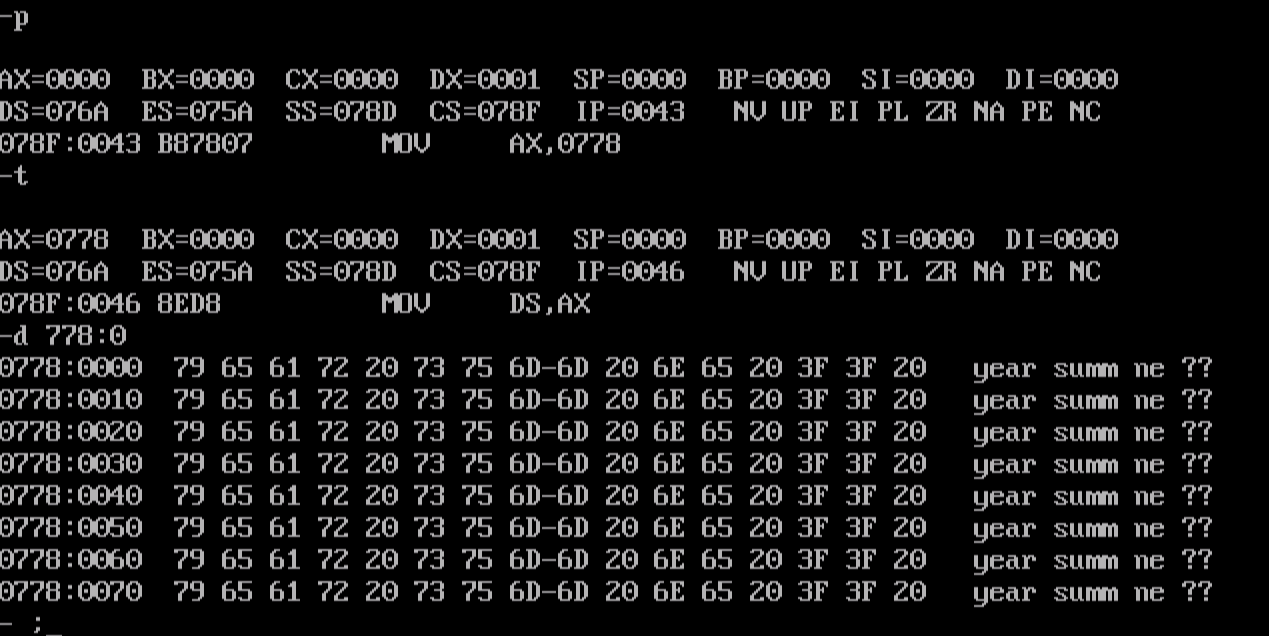 -p
AX=0000  BX=0000  CX=0000  DX=0001  SP=0000  BP=0000  SI=0000  DI=0000
DS=076A  ES=075A  SS=078D  CS=078F  IP=0043   NV UP EI PL ZR NA PE NC
078F:0043 B87807        MOV     AX,0778
-t
AX=0778  BX=0000  CX=0000  DX=0001  SP=0000  BP=0000  SI=0000  DI=0000
DS=076A  ES=075A  SS=078D  CS=078F  IP=0046   NV UP EI PL ZR NA PE NC
078F:0046 8ED8          MOV     DS,AX
-d 778:0
0778:0000  79 65 61 72 20 73 75 6D-6D 20 6E 65 20 3F 3F 20   year summ ne ??
0778:0010  79 65 61 72 20 73 75 6D-6D 20 6E 65 20 3F 3F 20   year summ ne ??
0778:0020  79 65 61 72 20 73 75 6D-6D 20 6E 65 20 3F 3F 20   year summ ne ??
0778:0030  79 65 61 72 20 73 75 6D-6D 20 6E 65 20 3F 3F 20   year summ ne ??
0778:0040  79 65 61 72 20 73 75 6D-6D 20 6E 65 20 3F 3F 20   year summ ne ??
0778:0050  79 65 61 72 20 73 75 6D-6D 20 6E 65 20 3F 3F 20   year summ ne ??
0778:0060  79 65 61 72 20 73 75 6D-6D 20 6E 65 20 3F 3F 20   year summ ne ??
0778:0070  79 65 61 72 20 73 75 6D-6D 20 6E 65 20 3F 3F 20   year summ ne ??
- ;_